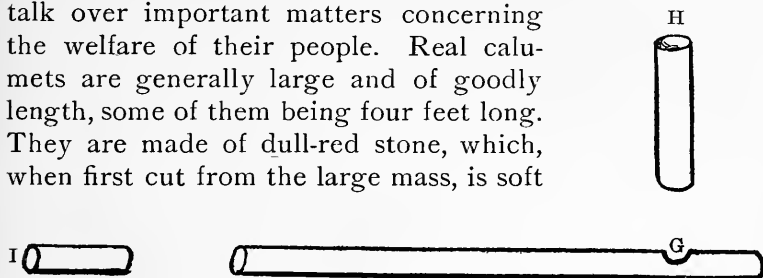 talk over important matters concerning
the welfare of their people. Real calu-
mets are generally large and of goodly
length, some of them being four feet long.
They are made of dull-red stone, which,
when first cut from the large mass, is soft
H
I
G